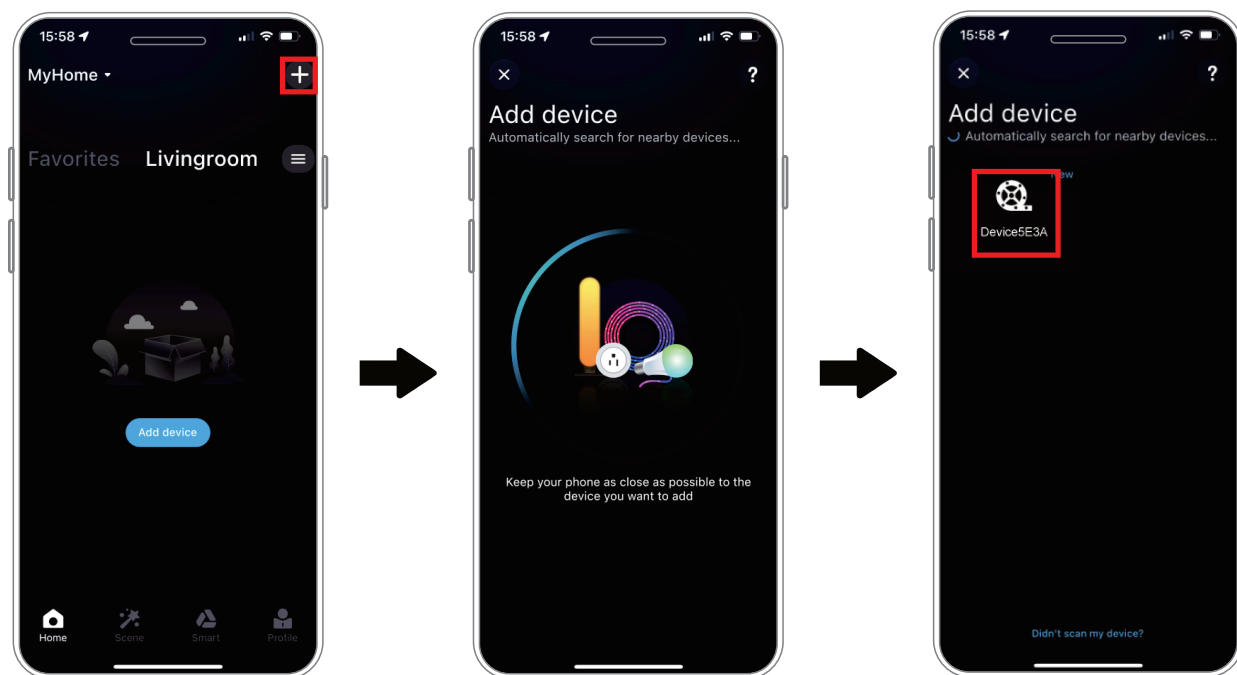 15:58
MyHome
Favorites Livingroom
Add device
Home Scene Smart Profile
15:58
?
Add device
Automatically search for nearby devices...
Keep your phone as close as possible to the
device you want to add
15:58
?
Add device
Automatically search for nearby devices...
New
Device5E3A
Didn't scan my device?